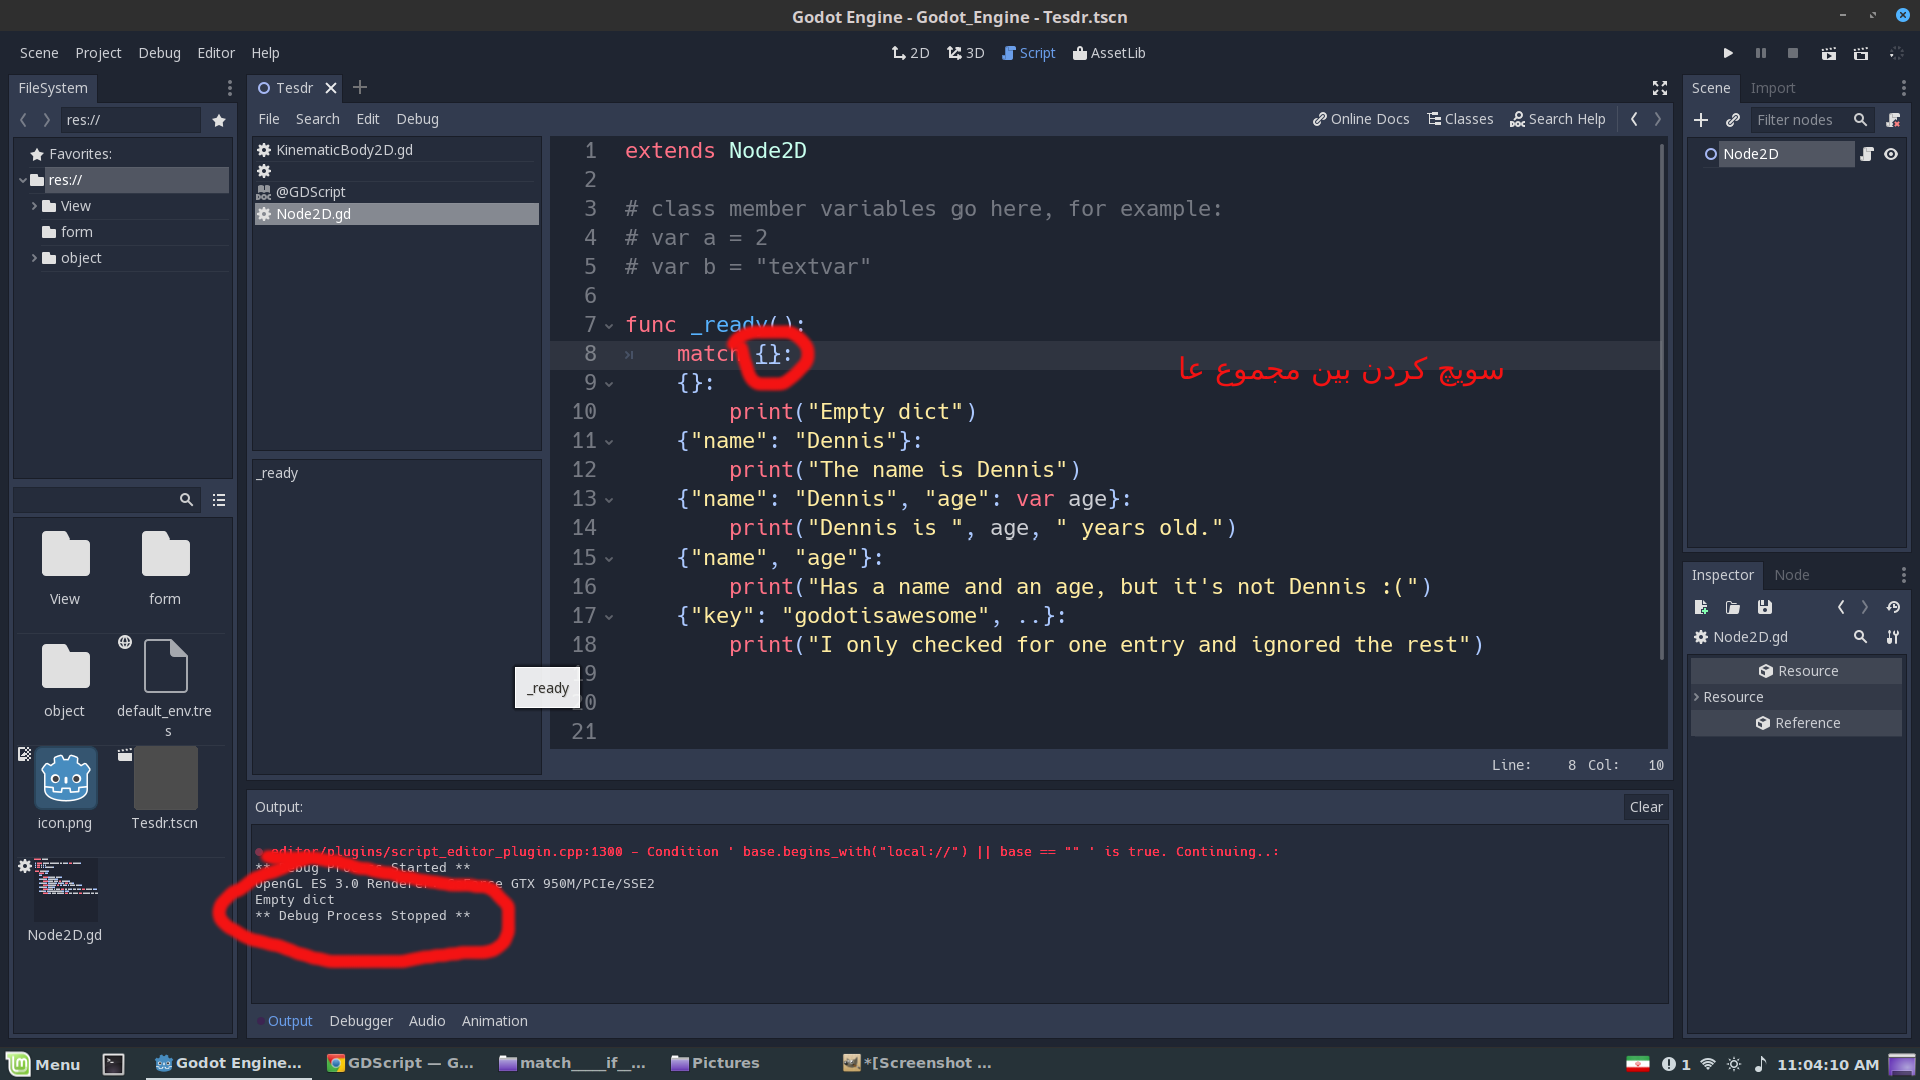 Godot Engine - Godot_Engine - Tesdr.tscn
Scene Project Debug Editor Help
2D 3D Script AssetLib
FileSystem
res://
Favorites:
res://
View
form
object
View form
object default_env.tre
s
icon.png Tesdr.tscn
Node2D.gd
Tesdr
File Search Edit Debug
Online Docs Classes Search Help
KinematicBody2D.gd
@GDScript
Node2D.gd
_ready
_ready
1 extends Node2D
2
3 # class member variables go here, for example:
4 # var a = 2
5 # var b = "textvar"
6
7 func _ready():
8 match {}:
9 {}:
10 print("Empty dict")
11 {"name": "Dennis"}:
12 print("The name is Dennis")
13 {"name": "Dennis", "age": var age}:
14 print("Dennis is ", age, " years old.")
15 {"name", "age"}:
16 print("Has a name and an age, but it's not Dennis :(")
17 {"key": "godotisawesome", ..}:
18 print("I only checked for one entry and ignored the rest")
19
20
21
سویچ کردن بین مجموع عا
Line: 8 Col: 10
Output:
Clear
editor/plugins/script_editor_plugin.cpp:1300 - Condition ' base.begins_with("local://") || base == "" ' is true. Continuing..:
** Debug Process Started **
OpenGL ES 3.0 Renderer: GeForce GTX 950M/PCIe/SSE2
Empty dict
** Debug Process Stopped **
Output Debugger Audio Animation
Scene Import
Filter nodes
Node2D
Inspector Node
Node2D.gd
Resource
Resource
Reference
Menu
Godot Engine...
GDScript — G...
match____if__...
Pictures
*[Screenshot ...
1
11:04:10 AM